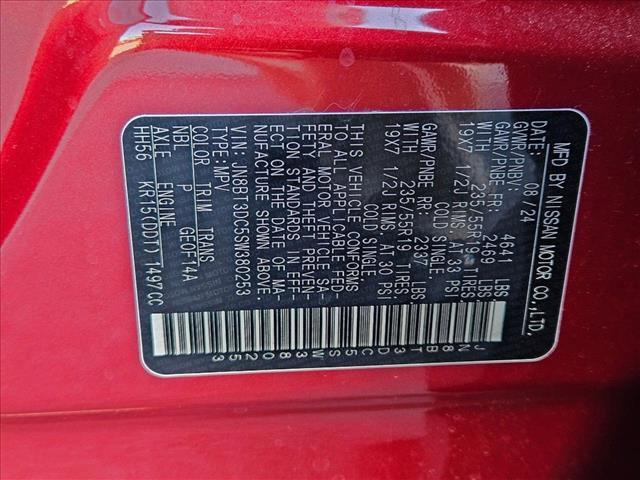 MFD BY NISSAN MOTOR CO.,LTD.
DATE: 08/24
GVWR/PNBV: 4641 LBS
GAWR/PNBE FR: 2469 LBS
WITH 235/55R19 TIRES
19X7 1/2J RIMS, AT 33 PSI
COLD SINGLE
GAWR/PNBE RR: 2337 LBS
WITH 235/55R19 TIRES
19X7 1/2J RIMS, AT 30 PSI
COLD SINGLE
THIS VEHICLE CONFORMS
TO ALL APPLICABLE FED-
ERAL MOTOR VEHICLE SA-
FETY AND THEFT PREVEN-
TION STANDARDS IN EFF-
ECT ON THE DATE OF MA-
NUFACTURE SHOWN ABOVE.
VIN:JN8BT3DC5SW380253
TYPE:MPV
COLOR TRIM TRANS
NBL P GE0F14A
AXLE ENGINE
HH56 KR15(DDT) 1497CC
JN8BT3DC5SW380253